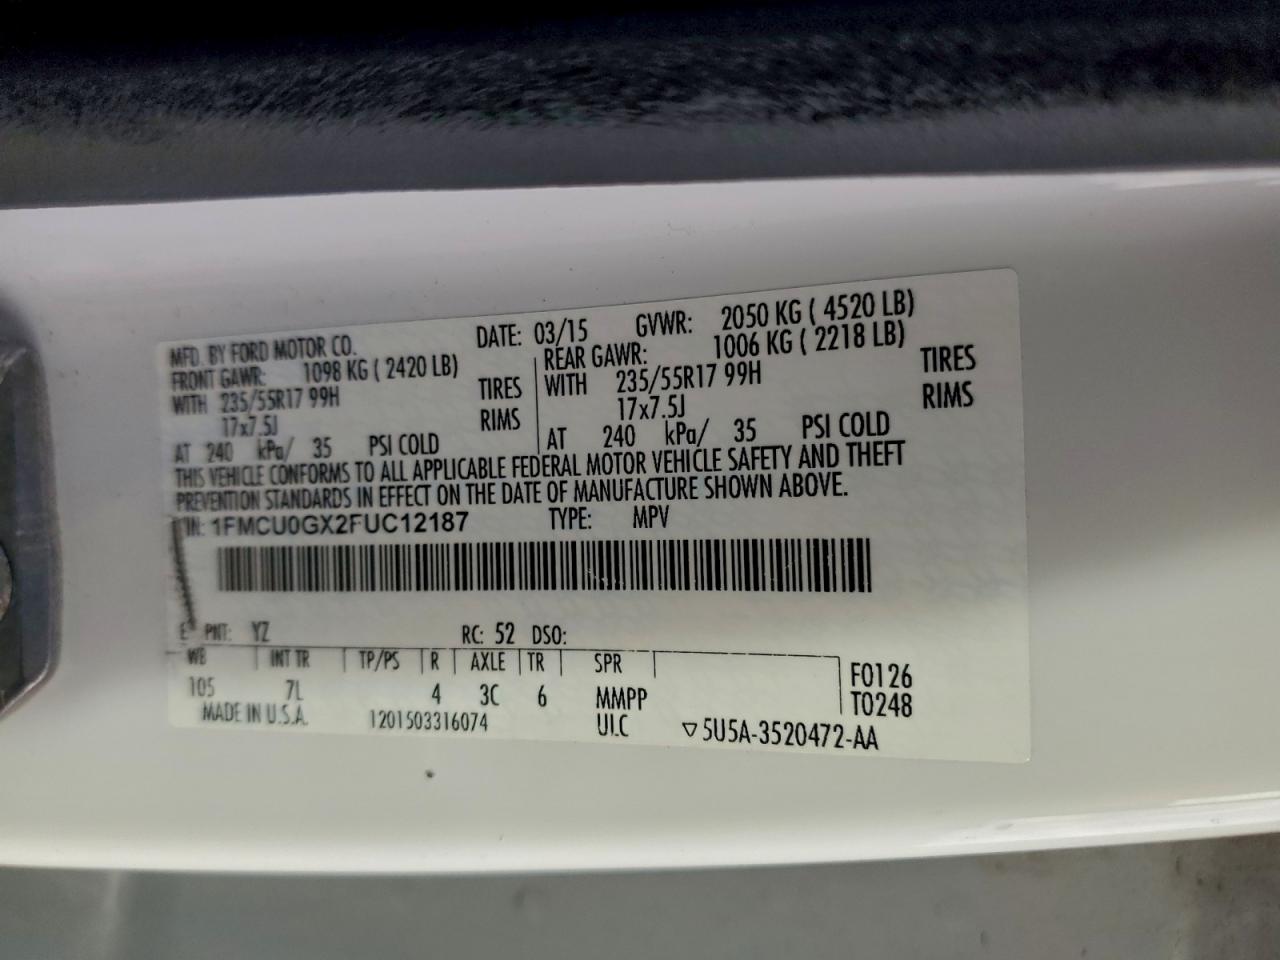 MFD. BY FORD MOTOR CO. DATE: 03/15 GVWR: 2050 KG ( 4520 LB)
FRONT GAWR: 1098 KG ( 2420 LB) REAR GAWR: 1006 KG ( 2218 LB)
WITH 235/55R17 99H TIRES WITH 235/55R17 99H TIRES
17x7.5J RIMS 17x7.5J RIMS
AT 240 kPa/ 35 PSI COLD AT 240 kPa/ 35 PSI COLD
THIS VEHICLE CONFORMS TO ALL APPLICABLE FEDERAL MOTOR VEHICLE SAFETY AND THEFT
PREVENTION STANDARDS IN EFFECT ON THE DATE OF MANUFACTURE SHOWN ABOVE.
IN: 1FMCU0GX2FUC12187 TYPE: MPV
E PNT: YZ RC: 52 DSO:
WB INT TR TP/PS R AXLE TR SPR F0126
105 7L 4 3C 6 MMPP T0248
MADE IN U.S.A. 1201503316074 ULC ▽5U5A-3520472-AA